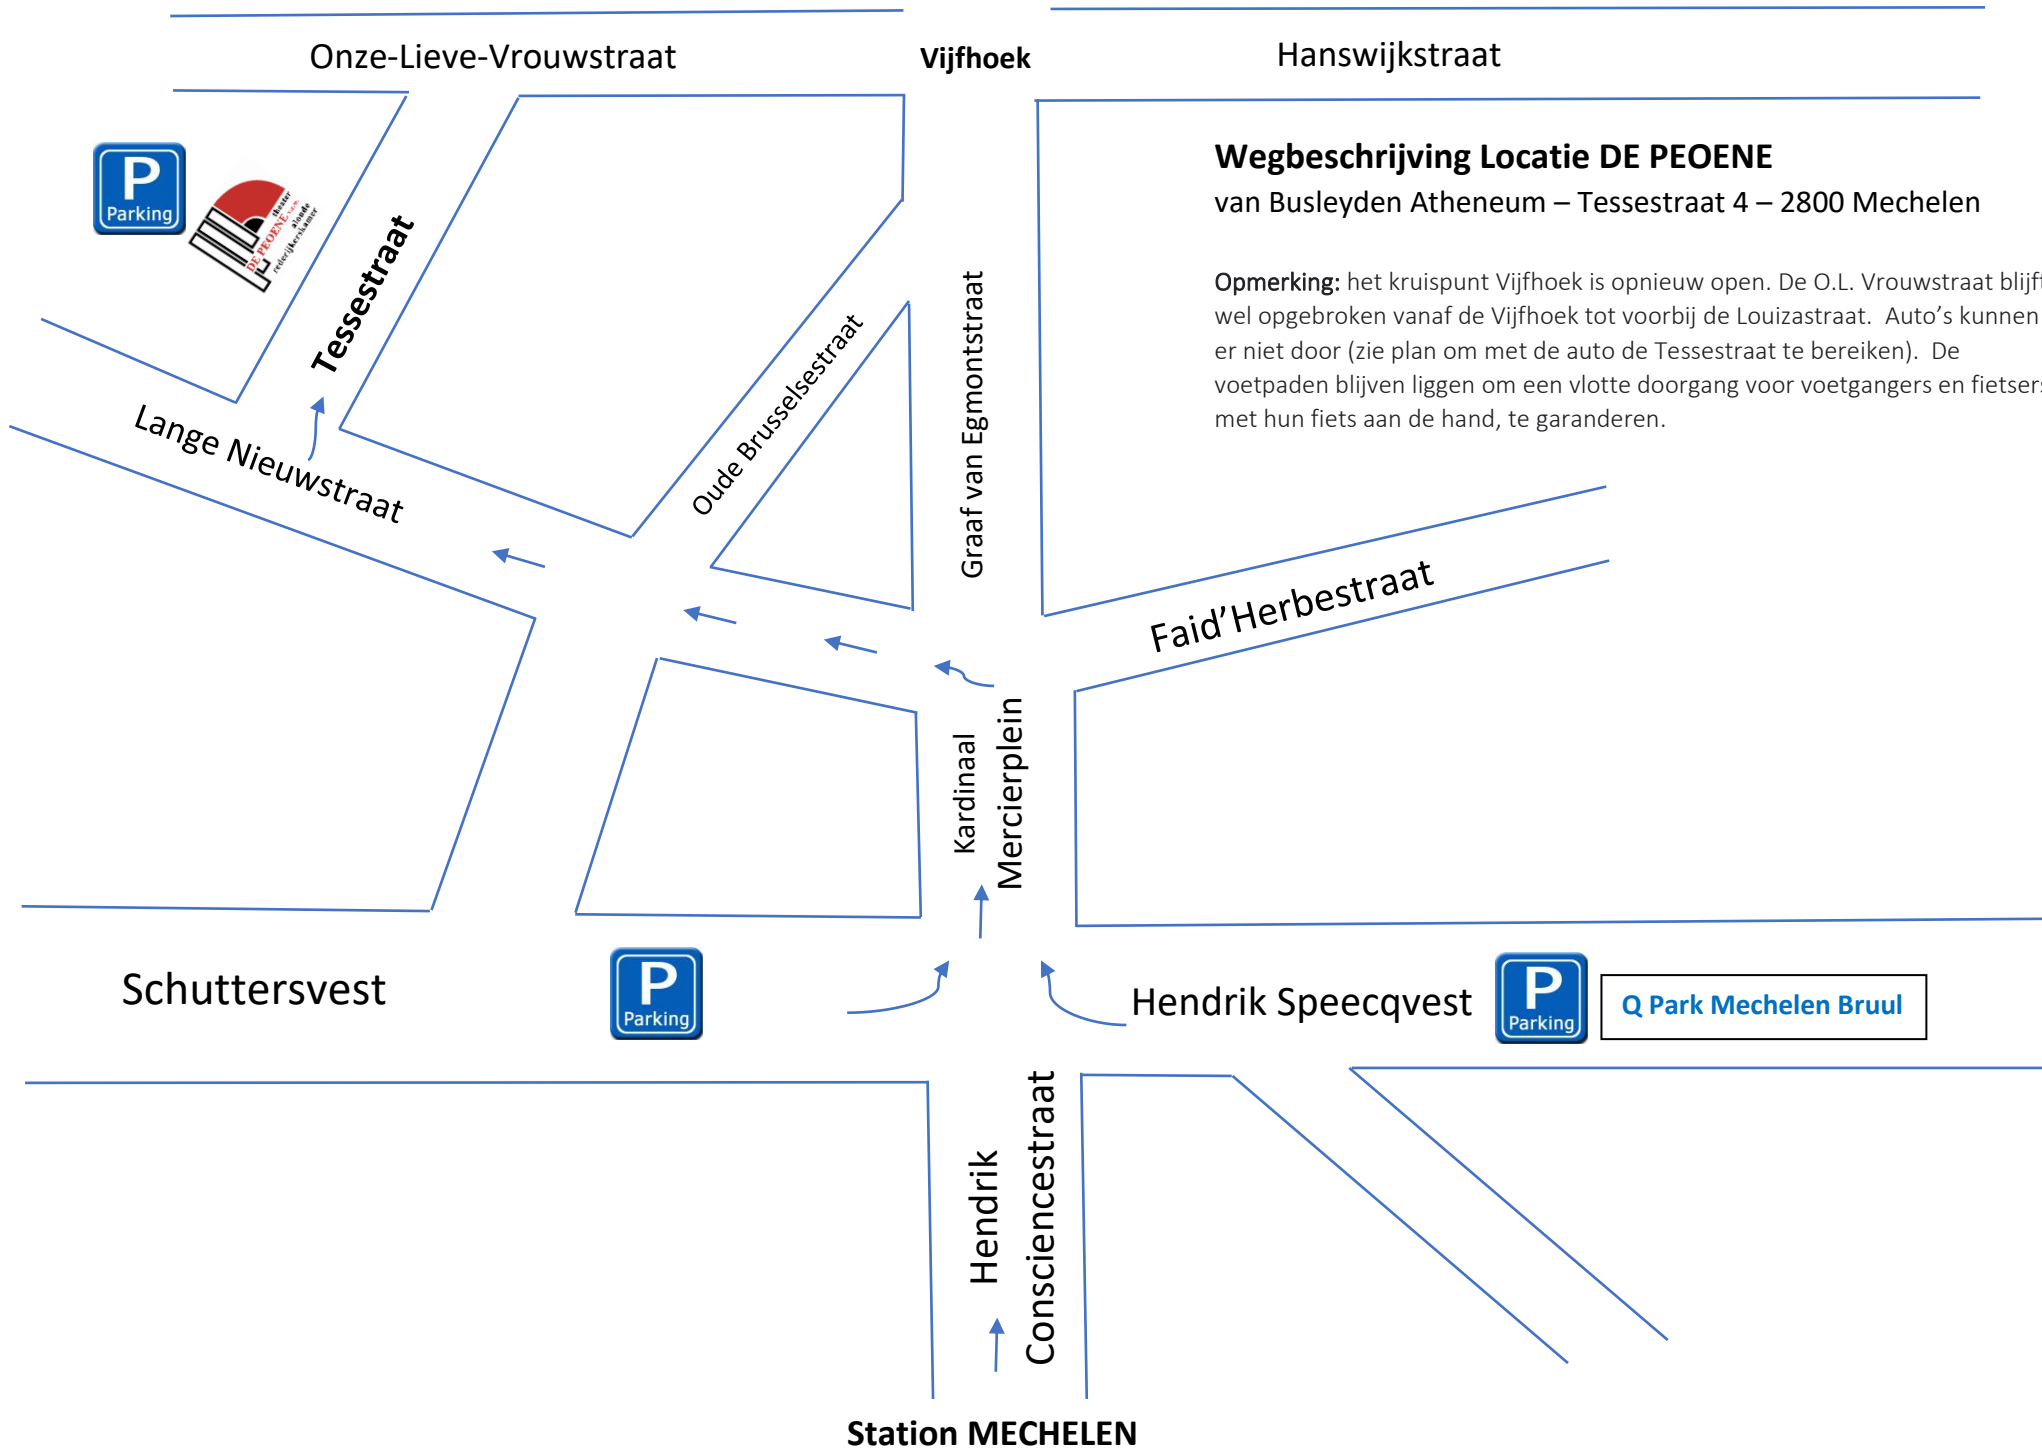 Onze-Lieve-Vrouwstraat
Vijfhoek
Hanswijkstraat
P
Parking
theater
DE PEOENE v.z.w.
aloude
rederijkerskamer
Tessestraat
Wegbeschrijving Locatie DE PEOENE
van Busleyden Atheneum – Tessestraat 4 – 2800 Mechelen
Opmerking: het kruispunt Vijfhoek is opnieuw open. De O.L. Vrouwstraat blijft
wel opgebroken vanaf de Vijfhoek tot voorbij de Louizastraat. Auto's kunnen
er niet door (zie plan om met de auto de Tessestraat te bereiken). De
voetpaden blijven liggen om een vlotte doorgang voor voetgangers en fietsers
met hun fiets aan de hand, te garanderen.
Lange Nieuwstraat
Oude Brusselsestraat
Graaf van Egmontstraat
Faid'Herbestraat
Kardinaal
Mercierplein
Schuttersvest
P
Parking
Hendrik Speecqvest
P
Parking
Q Park Mechelen Bruul
Hendrik
Consciencestraat
Station MECHELEN